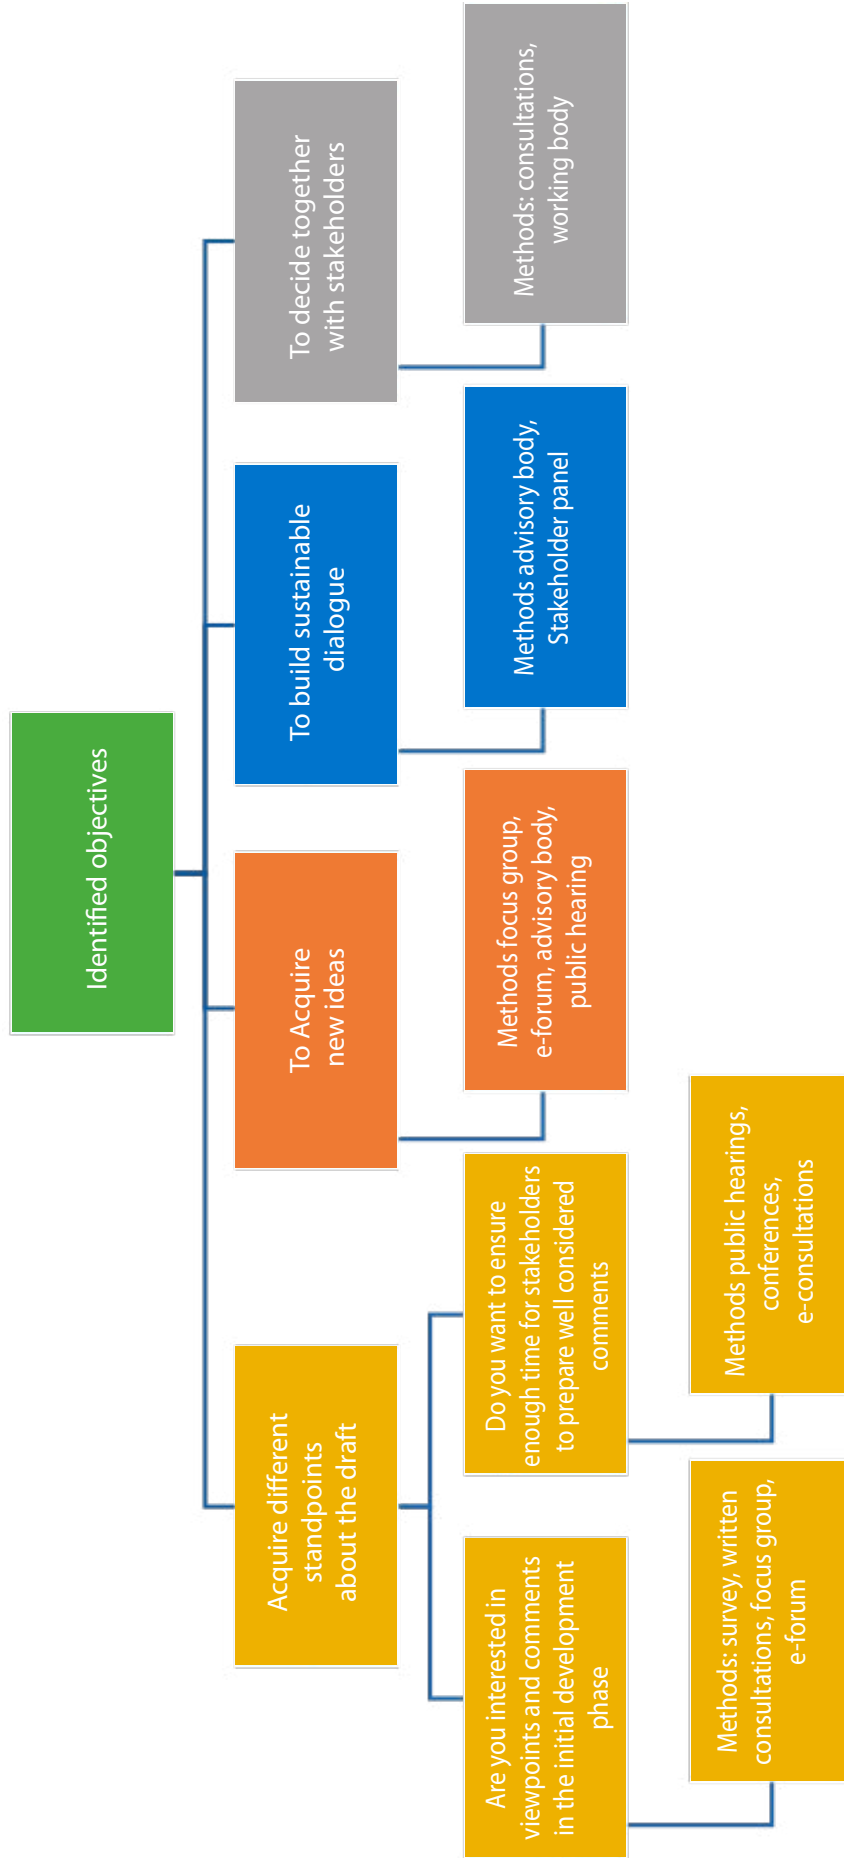 Identified objectives
Acquire different
standpoints
about the draft
To Acquire
new ideas
To build sustainable
dialogue
To decide together
with stakeholders
Are you interested in
viewpoints and comments
in the initial development
phase
Do you want to ensure
enough time for stakeholders
to prepare well considered
comments
Methods focus group,
e-forum, advisory body,
public hearing
Methods advisory body,
Stakeholder panel
Methods: consultations,
working body
Methods: survey, written
consultations, focus group,
e-forum
Methods public hearings,
conferences,
e-consultations